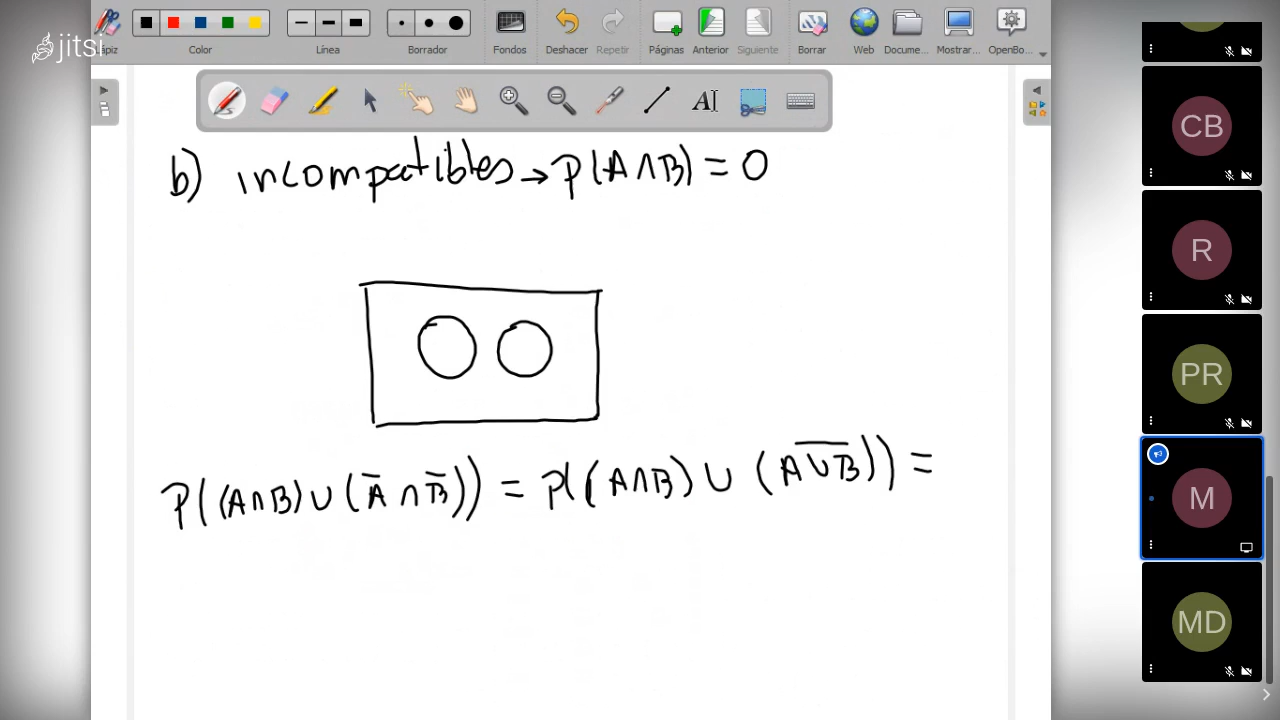 jitsi
ápiz Color Línea Borrador Fondos Deshacer Repetir Páginas Anterior Siguiente Borrar Web Docume... Mostrar... OpenBo...
b) incompatibles → P(A∩B) = 0
P((A∩B)∪(A̅∩B̅)) = P((A∩B)∪(A̅∪̅B̅)) =
CB
R
PR
M
MD